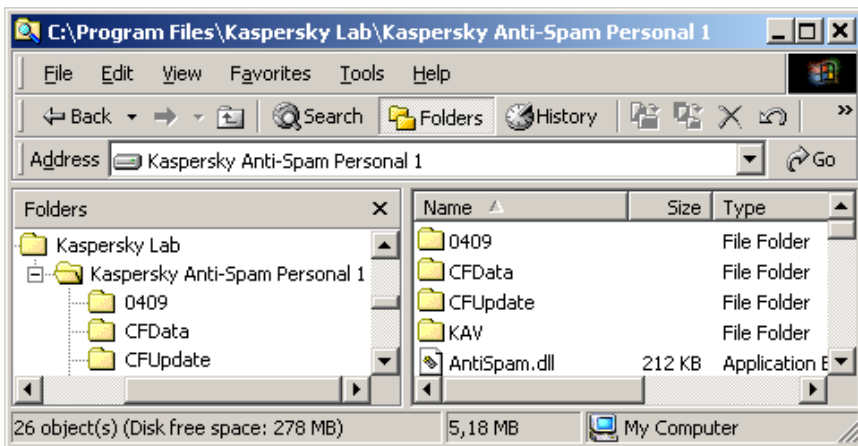 C:\Program Files\Kaspersky Lab\Kaspersky Anti-Spam Personal 1
File Edit View Favorites Tools Help
Back Search Folders History »
Address Kaspersky Anti-Spam Personal 1 Go
Folders
Kaspersky Lab
Kaspersky Anti-Spam Personal 1
0409
CFData
CFUpdate
Name Size Type
0409 File Folder
CFData File Folder
CFUpdate File Folder
KAV File Folder
AntiSpam.dll 212 KB Application E
26 object(s) (Disk free space: 278 MB) 5,18 MB My Computer